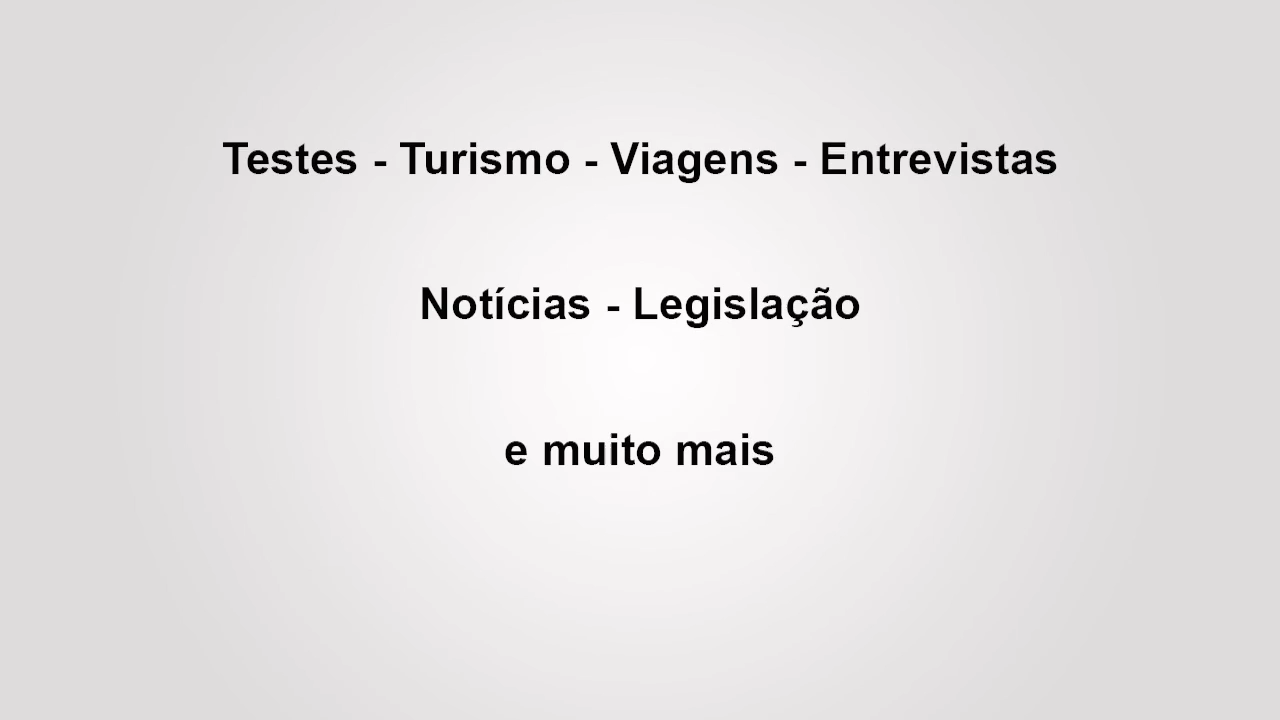 Testes - Turismo - Viagens - Entrevistas
Notícias - Legislação
e muito mais